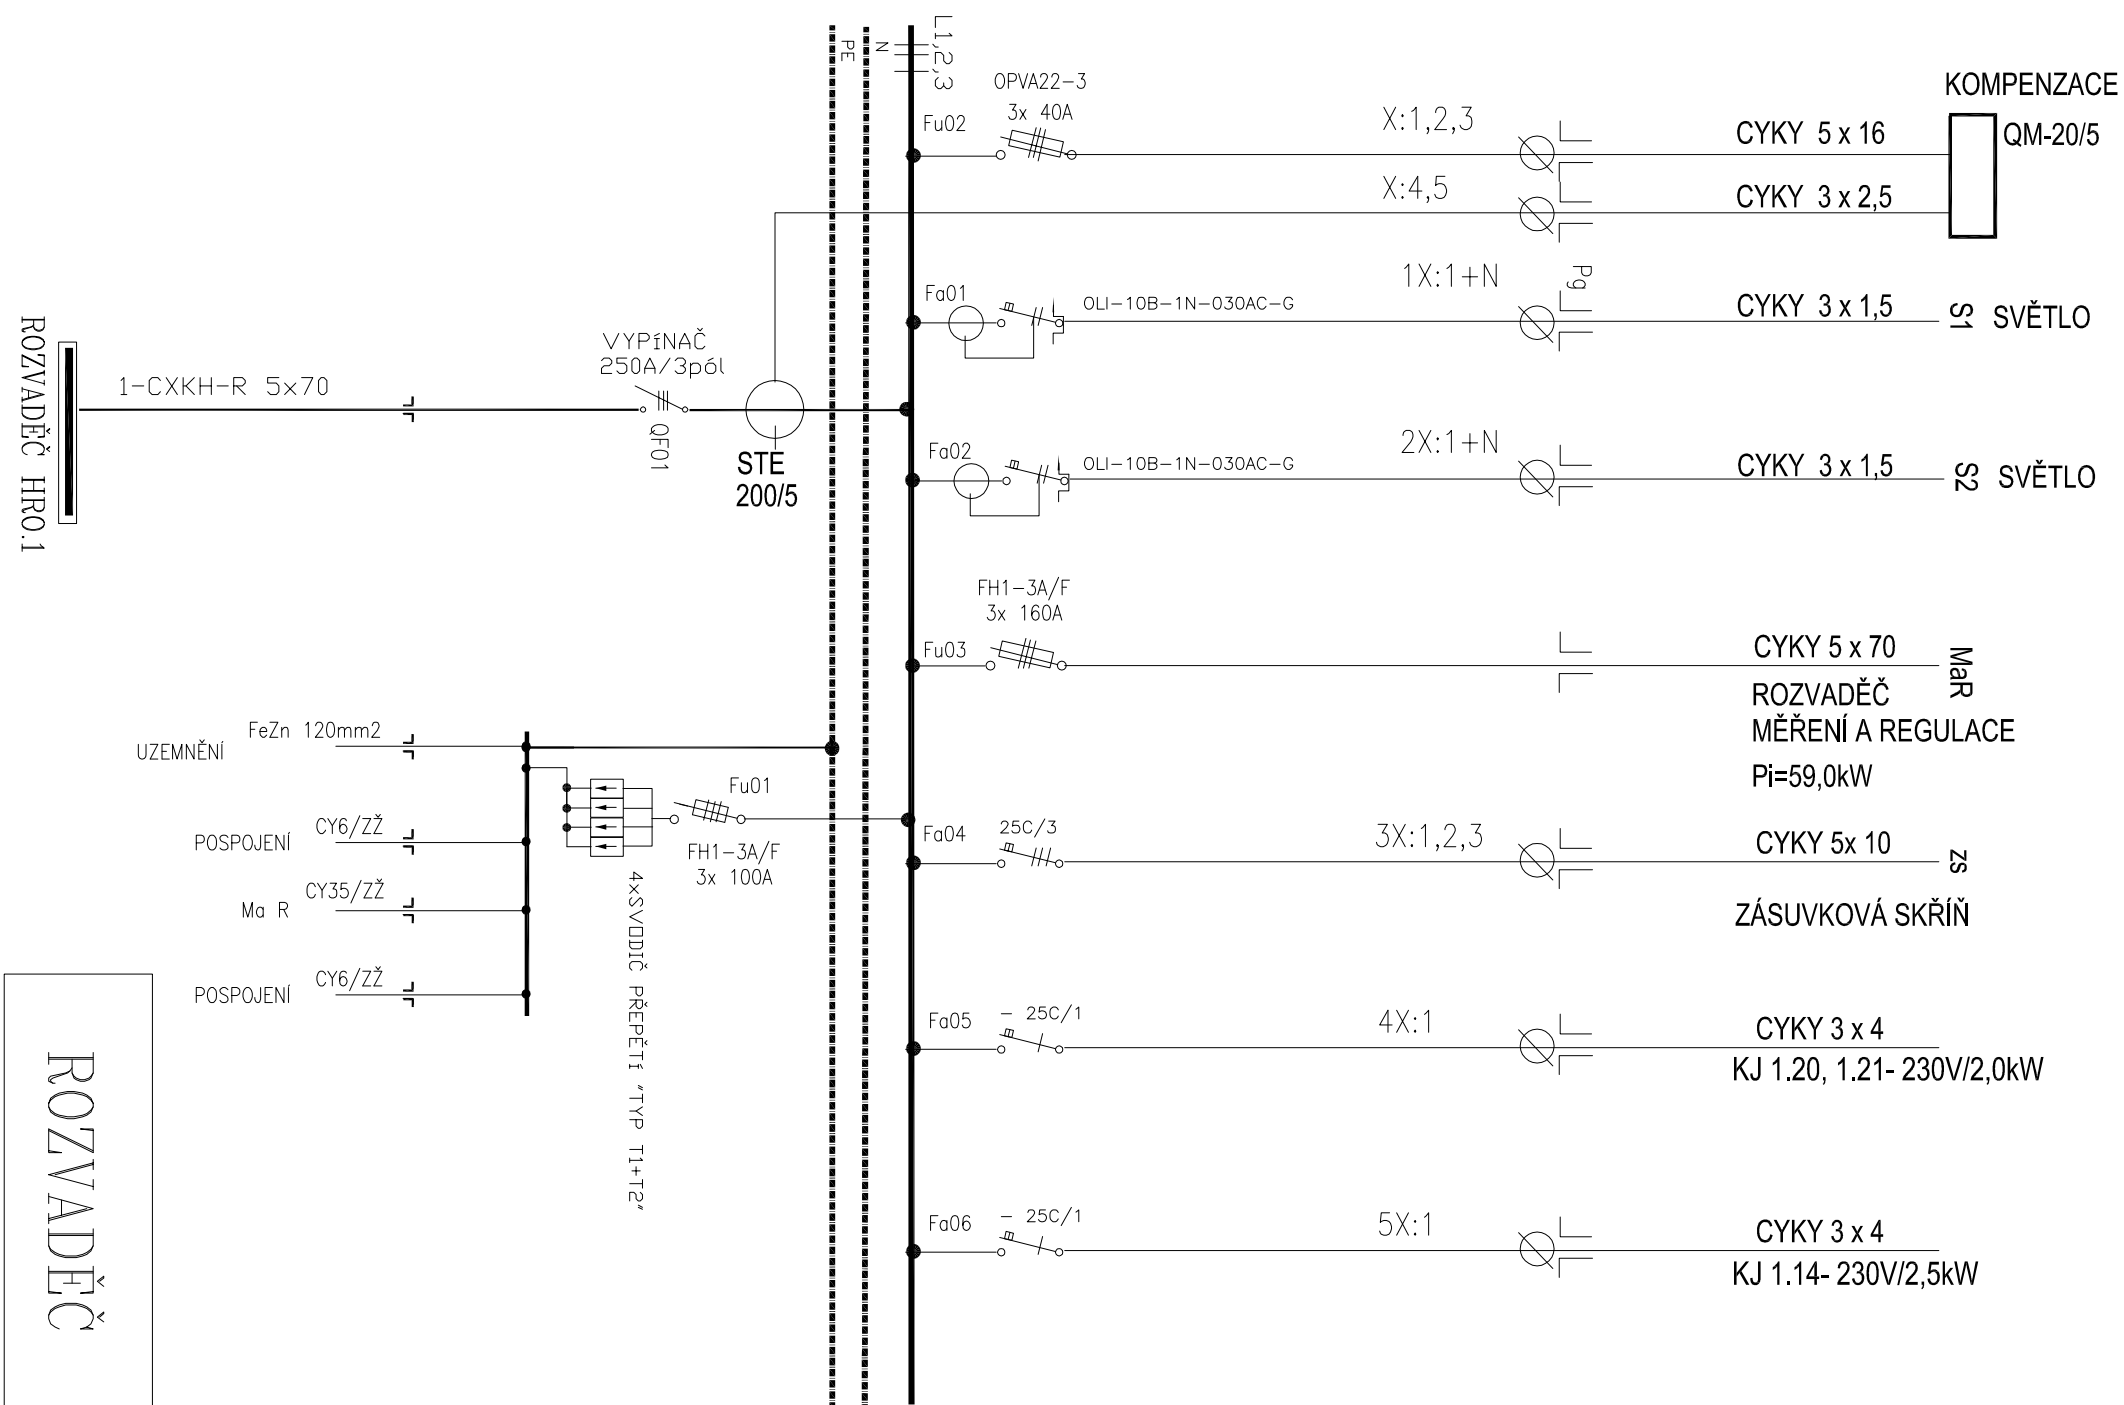 L1,2,3
N
PE
OPVA22-3
3x 40A
Fu02
X:1,2,3
CYKY 5 x 16
KOMPENZACE
QM-20/5
X:4,5
CYKY 3 x 2,5
Fa01
OLI-10B-1N-030AC-G
1X:1+N
Pg
CYKY 3 x 1,5
S1 SVĚTLO
ROZVADĚČ HR0.1
1-CXKH-R 5x70
VYPíNAČ
250A/3pól
QF01
STE
200/5
Fa02
OLI-10B-1N-030AC-G
2X:1+N
CYKY 3 x 1,5
S2 SVĚTLO
FH1-3A/F
3x 160A
Fu03
CYKY 5 x 70
MaR
ROZVADĚČ
MĚŘENÍ A REGULACE
Pi=59,0kW
UZEMNĚNÍ
FeZn 120mm2
Fu01
FH1-3A/F
3x 100A
POSPOJENÍ
CY6/ZŽ
Ma R
CY35/ZŽ
POSPOJENÍ
CY6/ZŽ
4xSVODIČ PŘEPĚTí "TYP T1+T2"
Fa04
25C/3
3X:1,2,3
CYKY 5x 10
zs
ZÁSUVKOVÁ SKŘÍŇ
Fa05
- 25C/1
4X:1
CYKY 3 x 4
KJ 1.20, 1.21- 230V/2,0kW
Fa06
- 25C/1
5X:1
CYKY 3 x 4
KJ 1.14- 230V/2,5kW
ROZVADĚČ